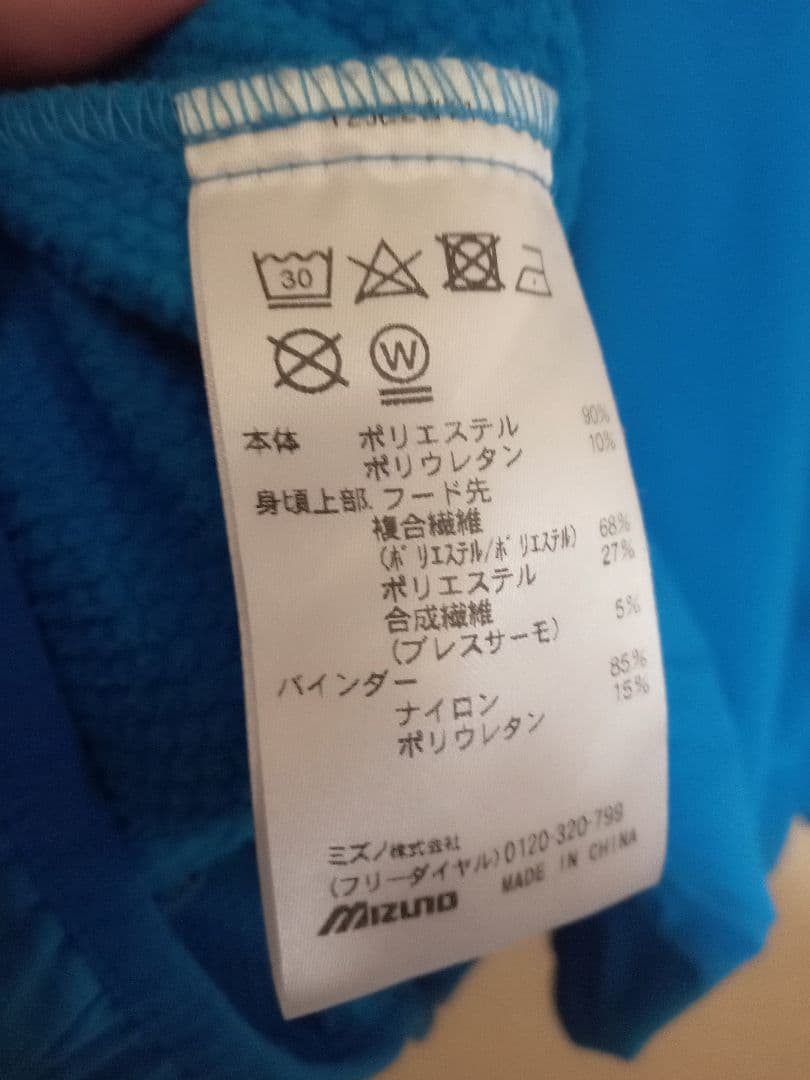 30
W
本体 ポリエステル 90%
ポリウレタン 10%
身頃上部、フード先
複合繊維
(ポリエステル/ポリエステル) 68%
ポリエステル 27%
合成繊維
(ブレスサーモ) 5%
バインダー
ナイロン 85%
ポリウレタン 15%
ミズノ株式会社
(フリーダイヤル)0120-320-799
MIZUNO MADE IN CHINA